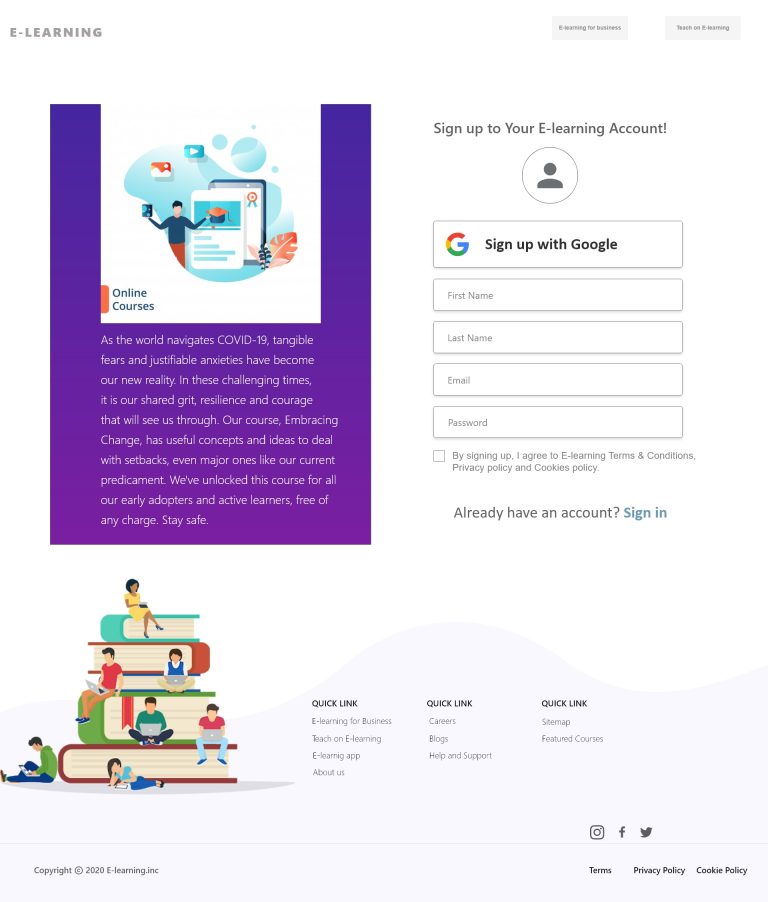 E-LEARNING
E-learning for business
Teach on E-learning
Online
Courses
As the world navigates COVID-19, tangible
fears and justifiable anxieties have become
our new reality. In these challenging times,
it is our shared grit, resilience and courage
that will see us through. Our course, Embracing
Change, has useful concepts and ideas to deal
with setbacks, even major ones like our current
predicament. We've unlocked this course for all
our early adopters and active learners, free of
any charge. Stay safe.
Sign up to Your E-learning Account!
Sign up with Google
First Name
Last Name
Email
Password
By signing up, I agree to E-learning Terms & Conditions,
Privacy policy and Cookies policy.
Already have an account? Sign in
QUICK LINK
E-learning for Business
Teach on E-learning
E-learnig app
About us
QUICK LINK
Careers
Blogs
Help and Support
QUICK LINK
Sitemap
Featured Courses
Copyright © 2020 E-learning.inc
Terms
Privacy Policy
Cookie Policy